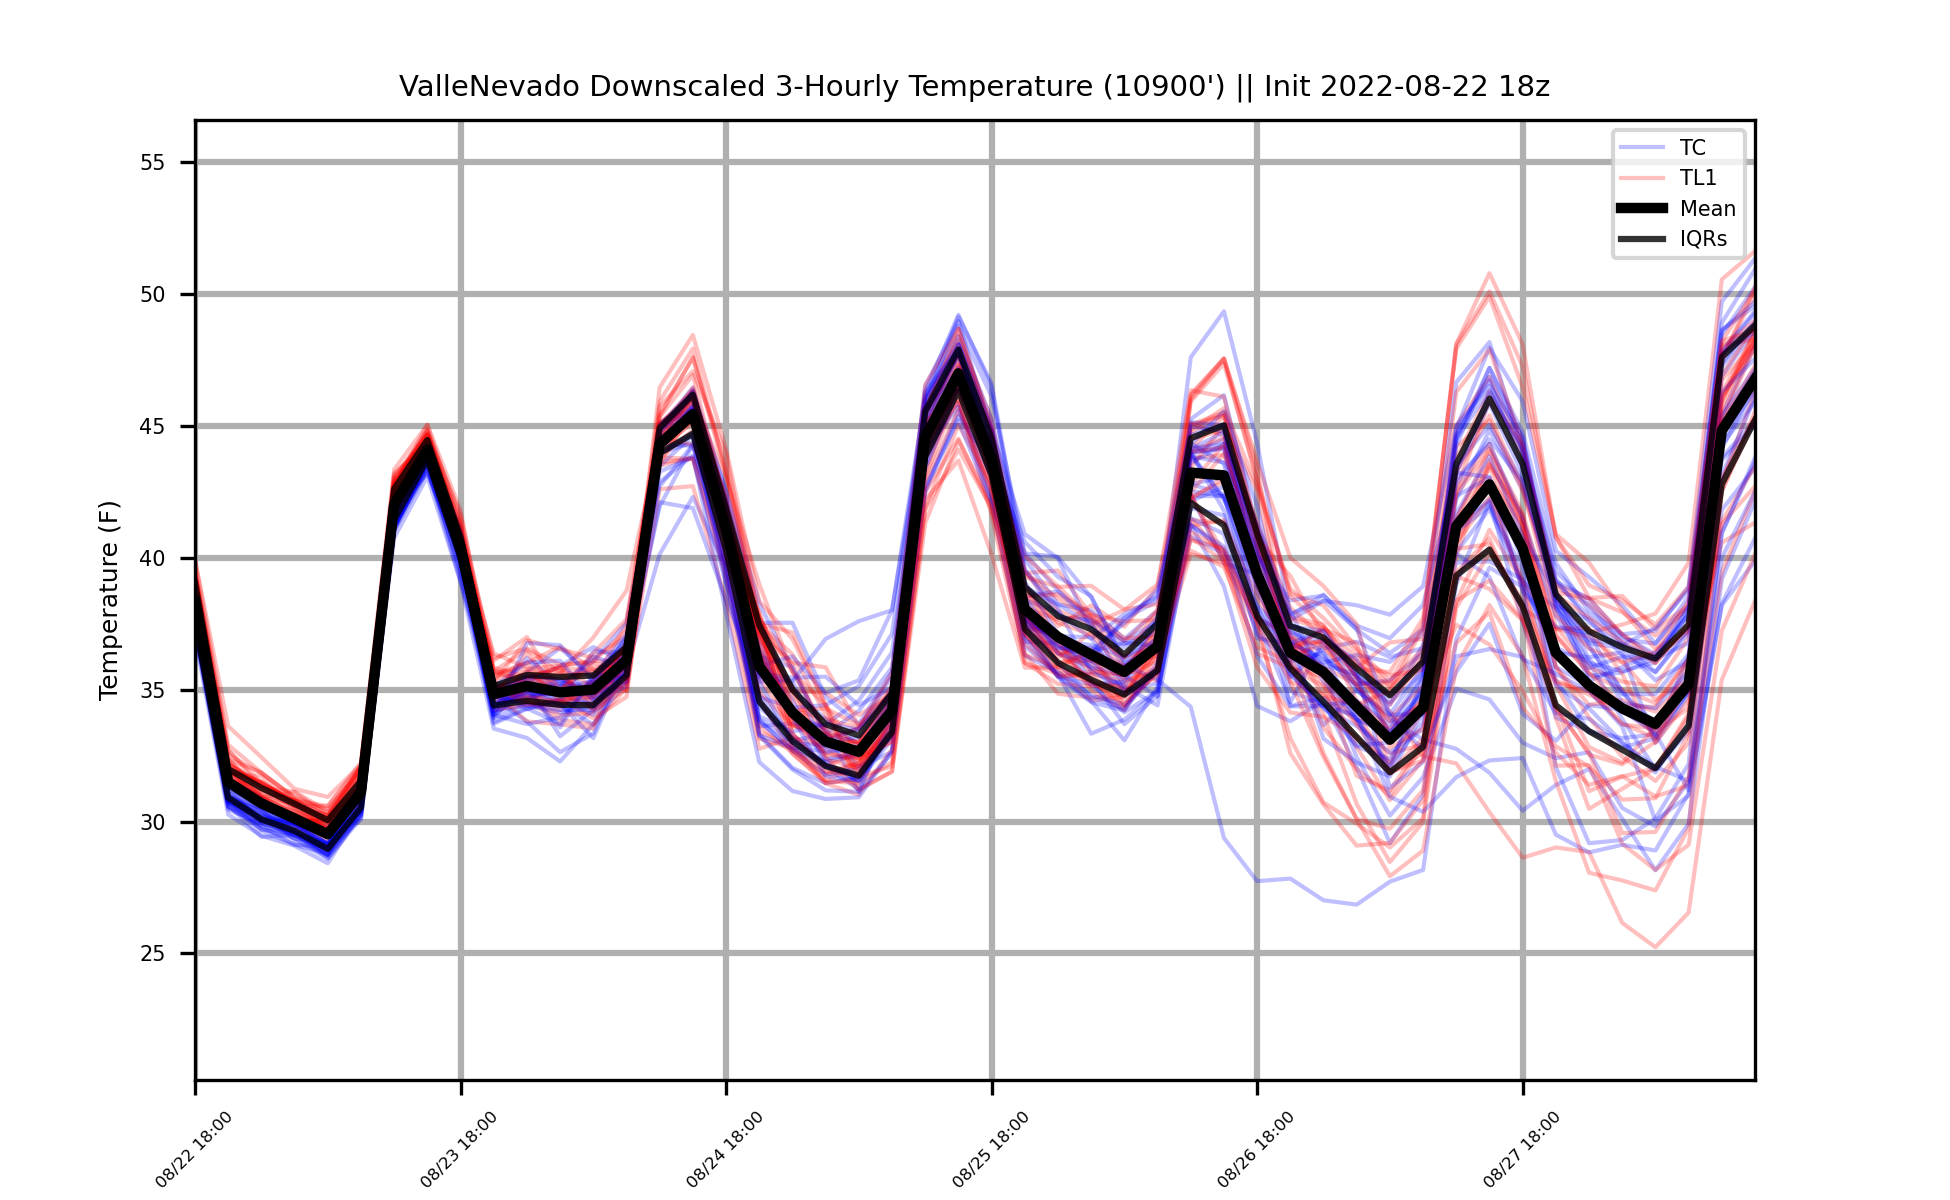 ValleNevado Downscaled 3-Hourly Temperature (10900') || Init 2022-08-22 18z
TC
TL1
Mean
IQRs
Temperature (F)
55
50
45
40
35
30
25
08/22 18:00
08/23 18:00
08/24 18:00
08/25 18:00
08/26 18:00
08/27 18:00